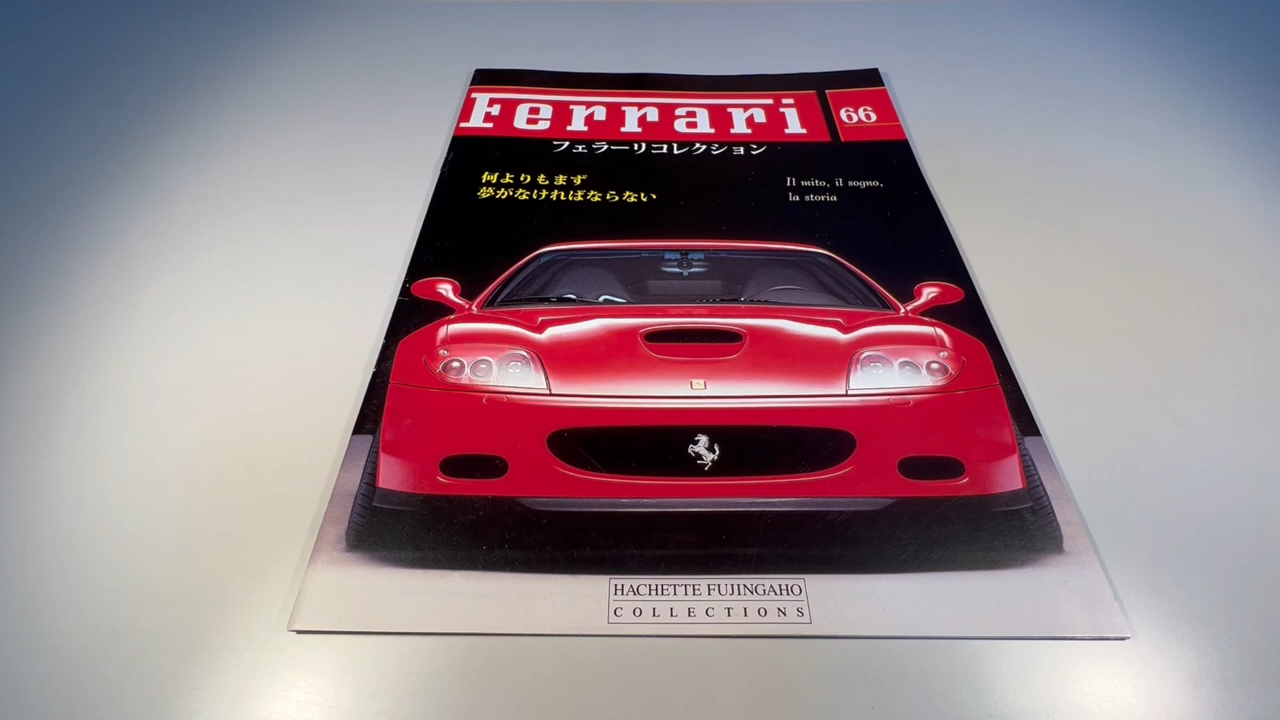 Ferrari
66
フェラーリコレクション
何よりもまず
夢がなければならない
Il mito, il sogno,
la storia
HACHETTE FUJINGAHO
COLLECTIONS